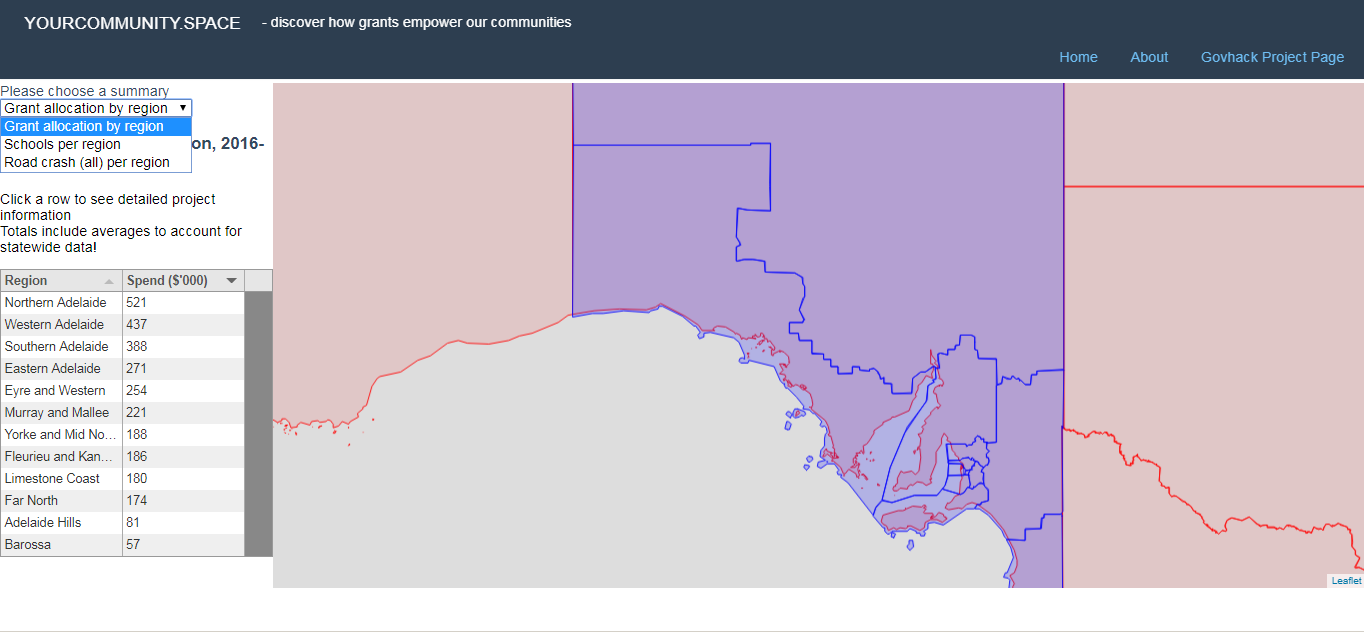 YOURCOMMUNITY.SPACE - discover how grants empower our communities
Home About Govhack Project Page
Please choose a summary
Grant allocation by region
Grant allocation by region
Schools per region
on, 2016-
Road crash (all) per region
Click a row to see detailed project
information
Totals include averages to account for
statewide data!
Region Spend ($'000)
Northern Adelaide 521
Western Adelaide 437
Southern Adelaide 388
Eastern Adelaide 271
Eyre and Western 254
Murray and Mallee 221
Yorke and Mid No... 188
Fleurieu and Kan... 186
Limestone Coast 180
Far North 174
Adelaide Hills 81
Barossa 57
Leaflet